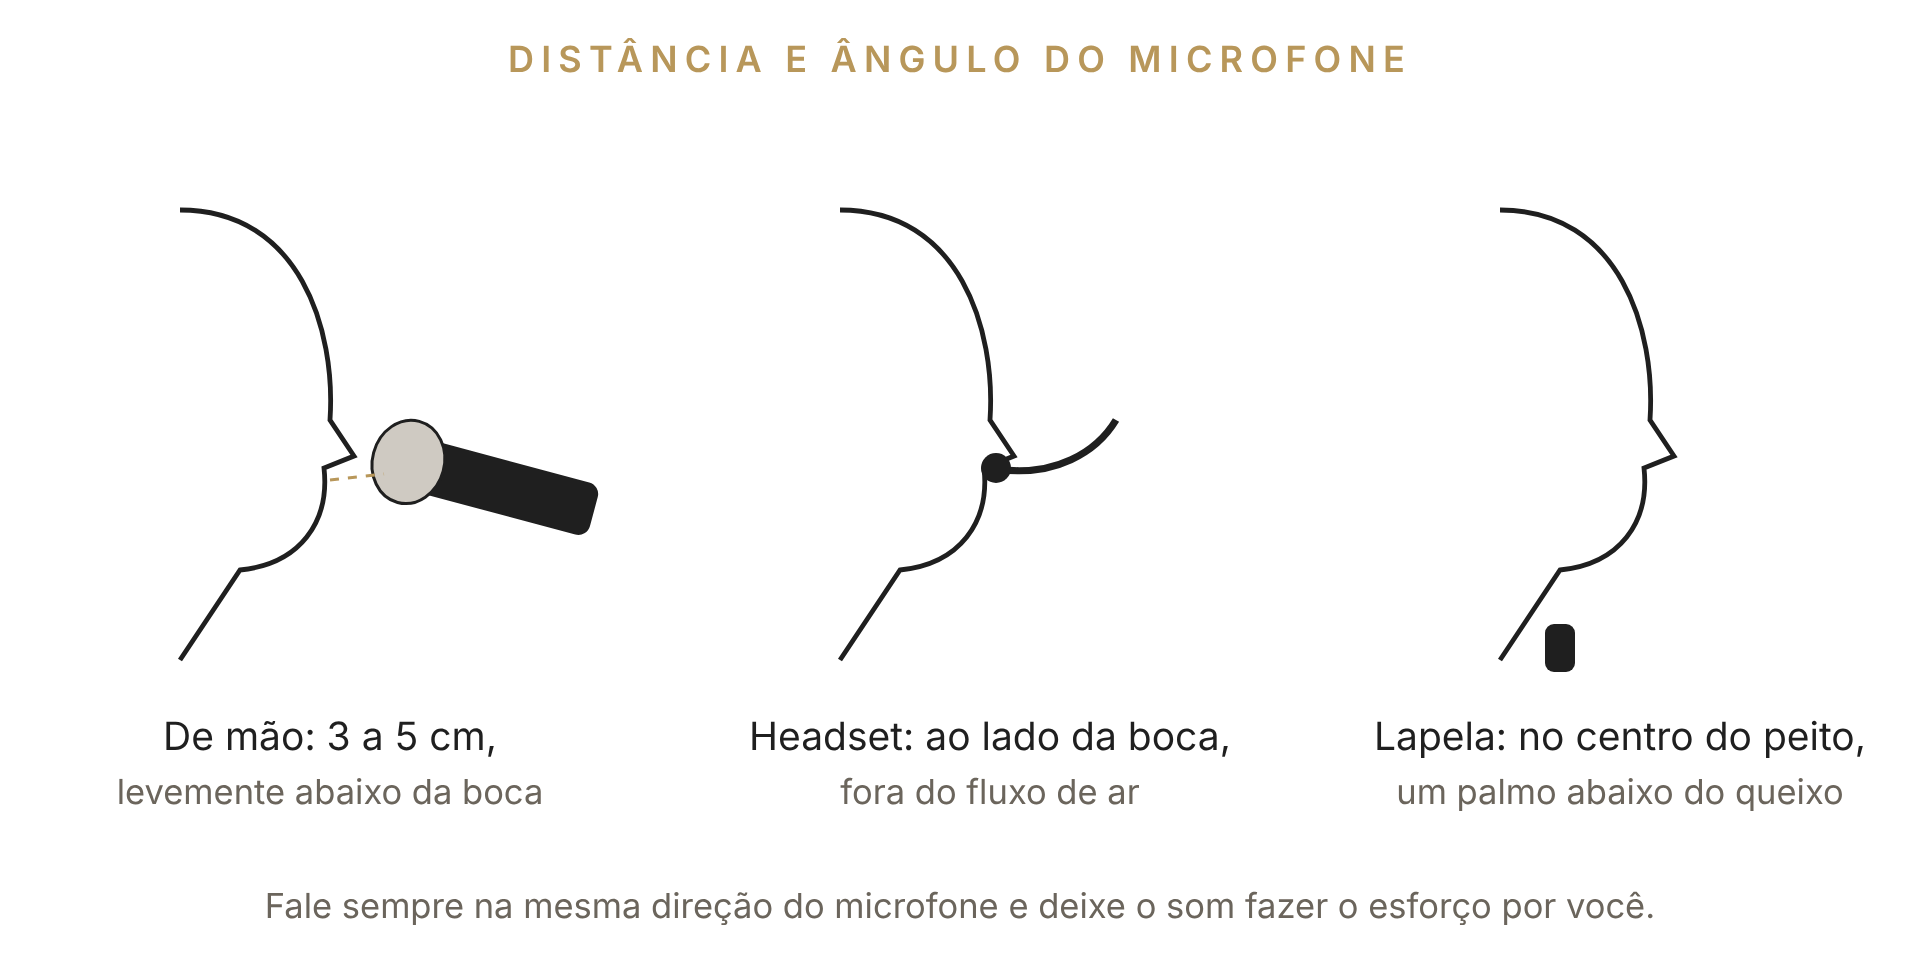 DISTÂNCIA E ÂNGULO DO MICROFONE
De mão: 3 a 5 cm,
levemente abaixo da boca
Headset: ao lado da boca,
fora do fluxo de ar
Lapela: no centro do peito,
um palmo abaixo do queixo
Fale sempre na mesma direção do microfone e deixe o som fazer o esforço por você.